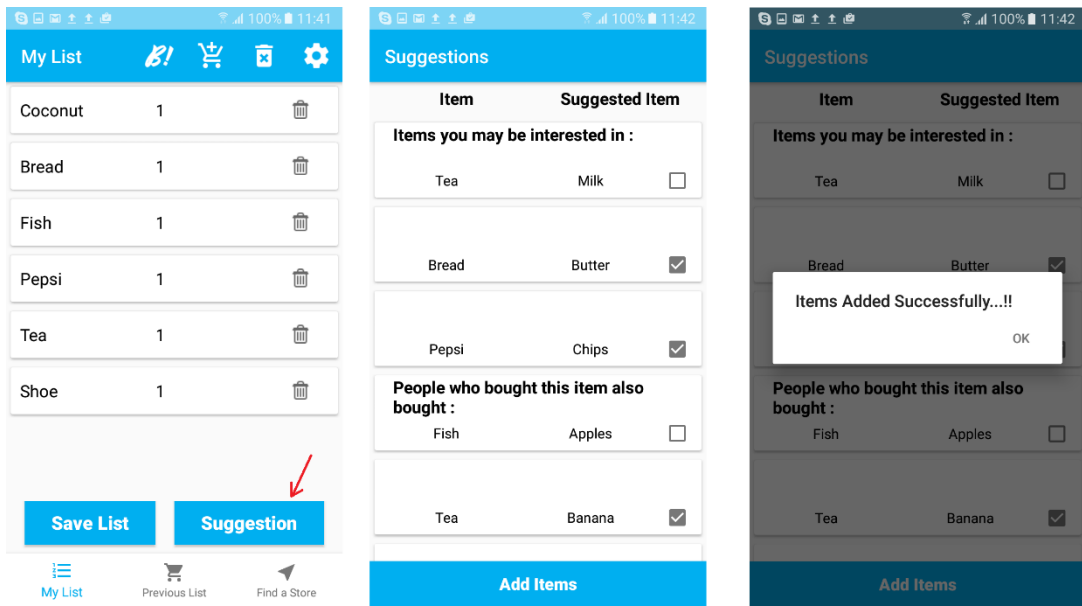 100% 11:41
My List B!
Coconut 1
Bread 1
Fish 1
Pepsi 1
Tea 1
Shoe 1
Save List Suggestion
My List Previous List Find a Store
100% 11:42
Suggestions
Item Suggested Item
Items you may be interested in :
Tea Milk
Bread Butter
Pepsi Chips
People who bought this item also
bought :
Fish Apples
Tea Banana
Add Items
100% 11:42
Suggestions
Item Suggested Item
Items you may be interested in :
Tea Milk
Bread Butter
Items Added Successfully...!!
OK
People who bought this item also
bought :
Fish Apples
Tea Banana
Add Items